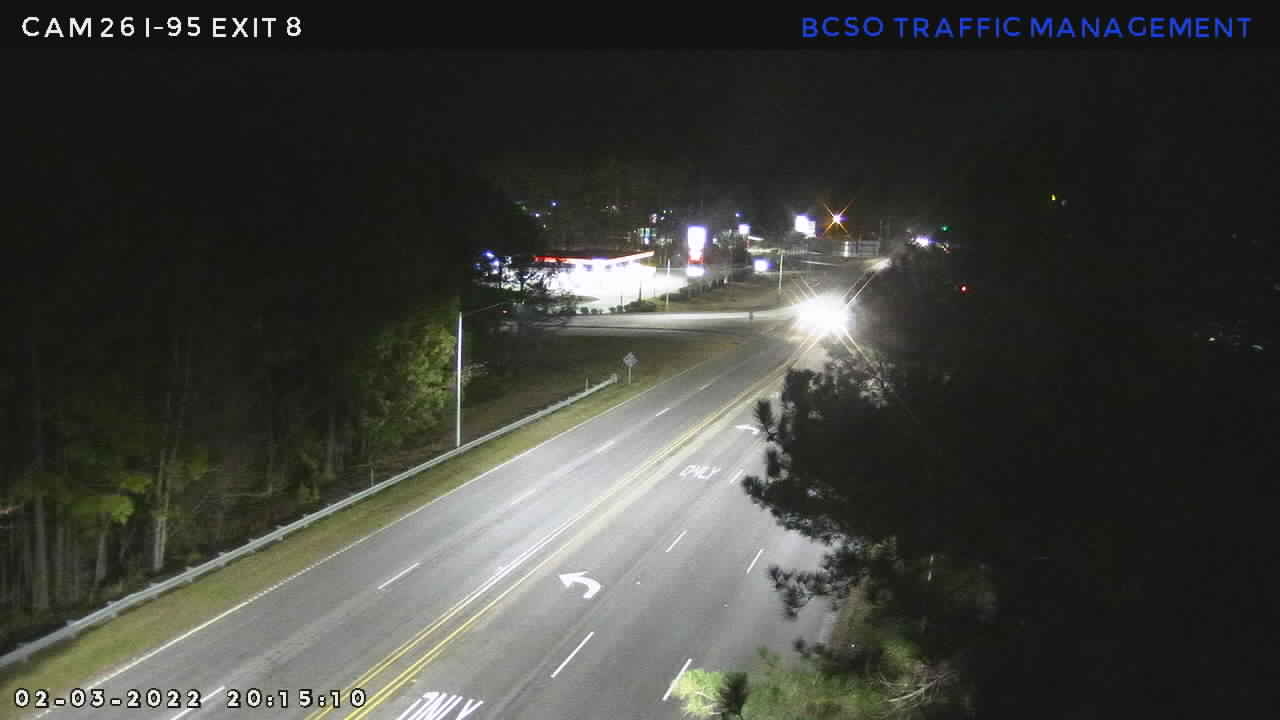 CAM 26 I-95 EXIT 8
BCSO TRAFFIC MANAGEMENT
ONLY
ONLY
02-03-2022 20:15:10